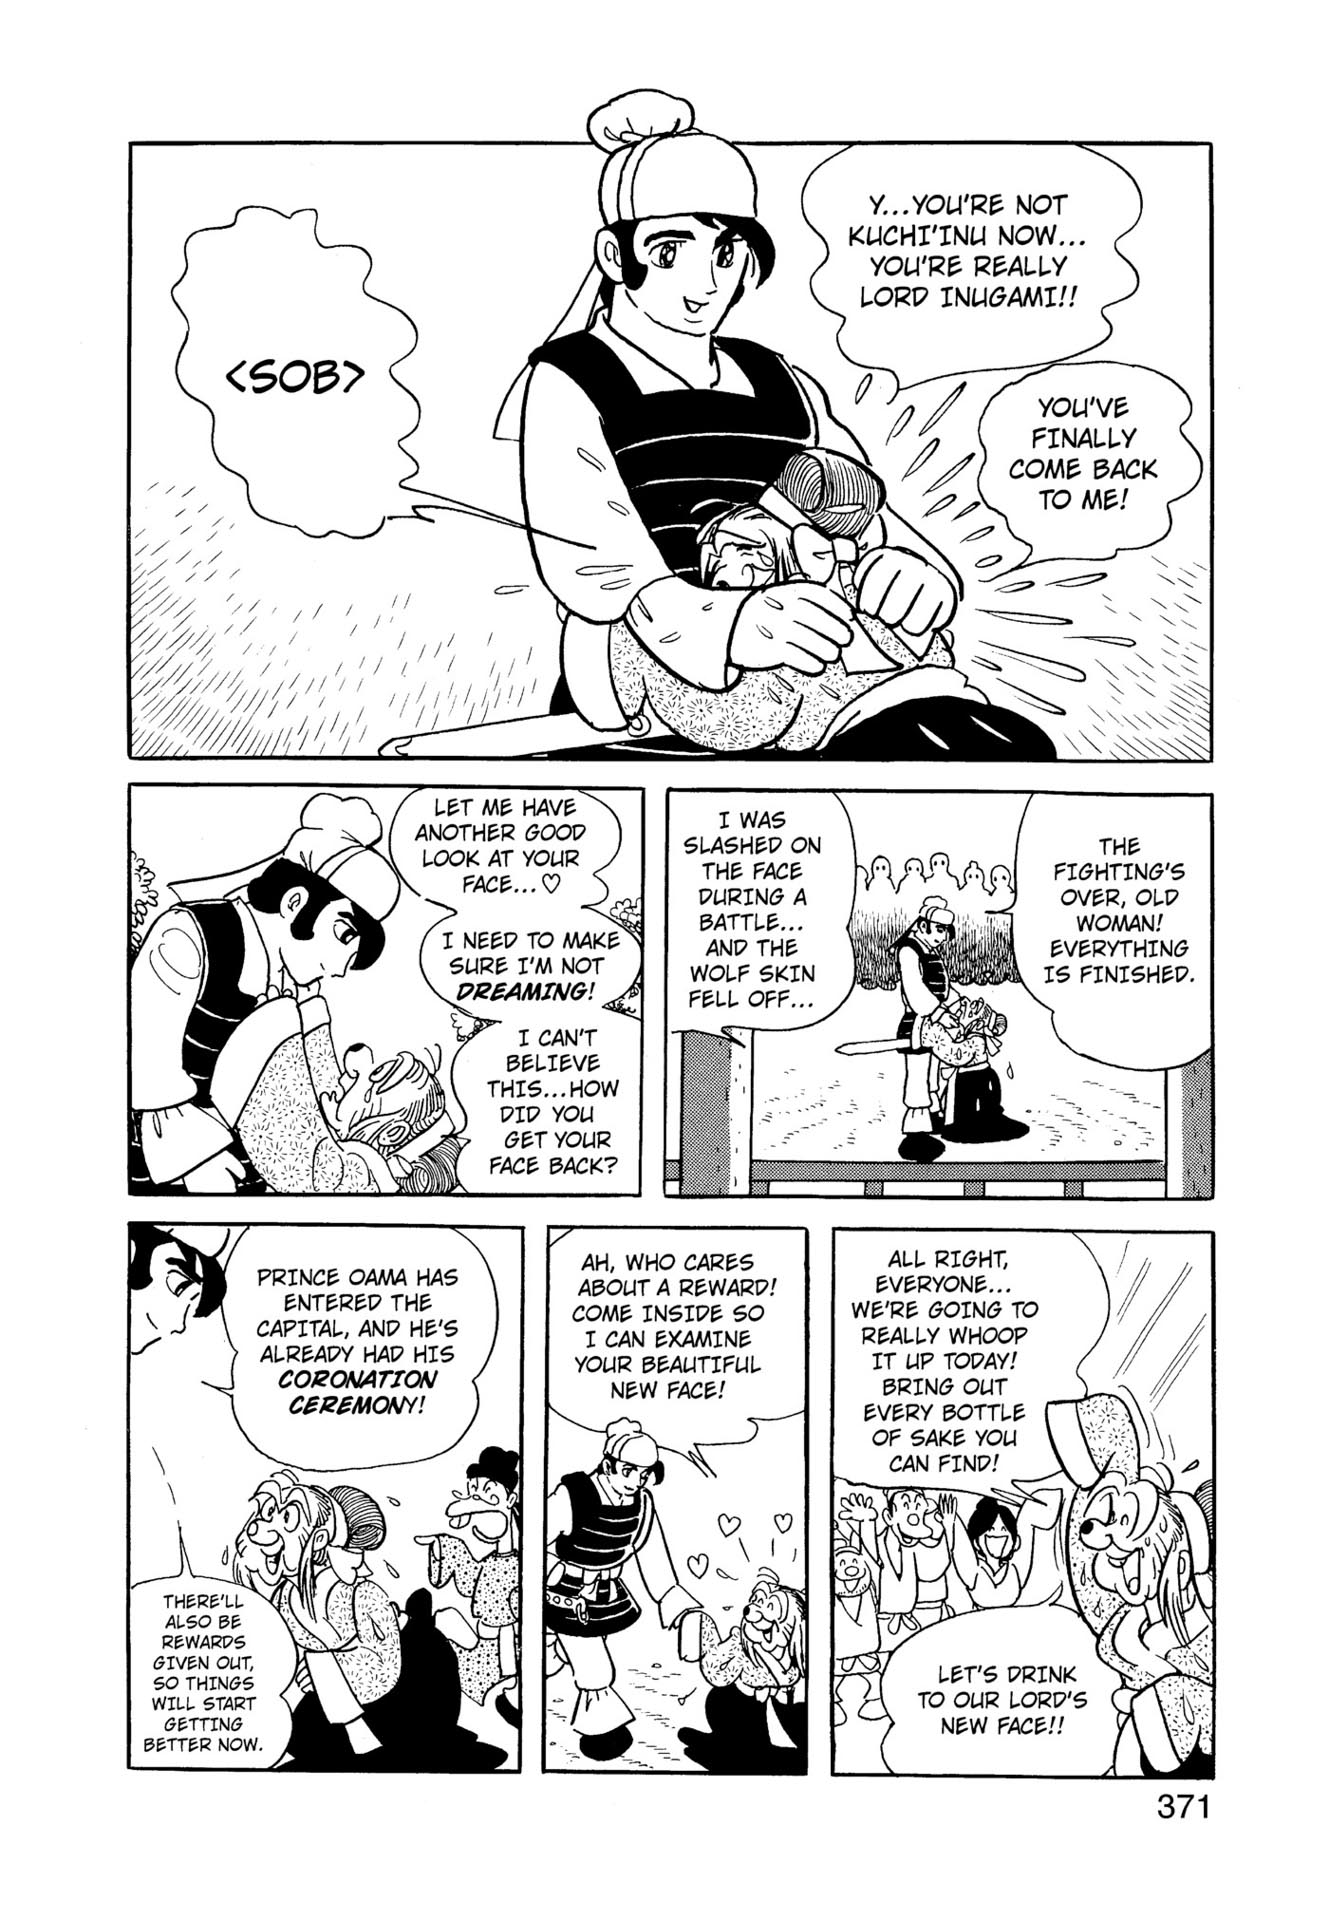 Y...YOU'RE NOT
KUCHI'INU NOW...
YOU'RE REALLY
LORD INUGAMI!!
<SOB>
YOU'VE
FINALLY
COME BACK
TO ME!
LET ME HAVE
ANOTHER GOOD
LOOK AT YOUR
FACE...♡
I NEED TO MAKE
SURE I'M NOT
DREAMING!
I CAN'T
BELIEVE
THIS...HOW
DID YOU
GET YOUR
FACE BACK?
I WAS
SLASHED ON
THE FACE
DURING A
BATTLE...
AND THE
WOLF SKIN
FELL OFF...
THE
FIGHTING'S
OVER, OLD
WOMAN!
EVERYTHING
IS FINISHED.
PRINCE OAMA HAS
ENTERED THE
CAPITAL, AND HE'S
ALREADY HAD HIS
CORONATION
CEREMONY!
THERE'LL
ALSO BE
REWARDS
GIVEN OUT,
SO THINGS
WILL START
GETTING
BETTER NOW.
AH, WHO CARES
ABOUT A REWARD!
COME INSIDE SO
I CAN EXAMINE
YOUR BEAUTIFUL
NEW FACE!
ALL RIGHT,
EVERYONE...
WE'RE GOING TO
REALLY WHOOP
IT UP TODAY!
BRING OUT
EVERY BOTTLE
OF SAKE YOU
CAN FIND!
LET'S DRINK
TO OUR LORD'S
NEW FACE!!
371